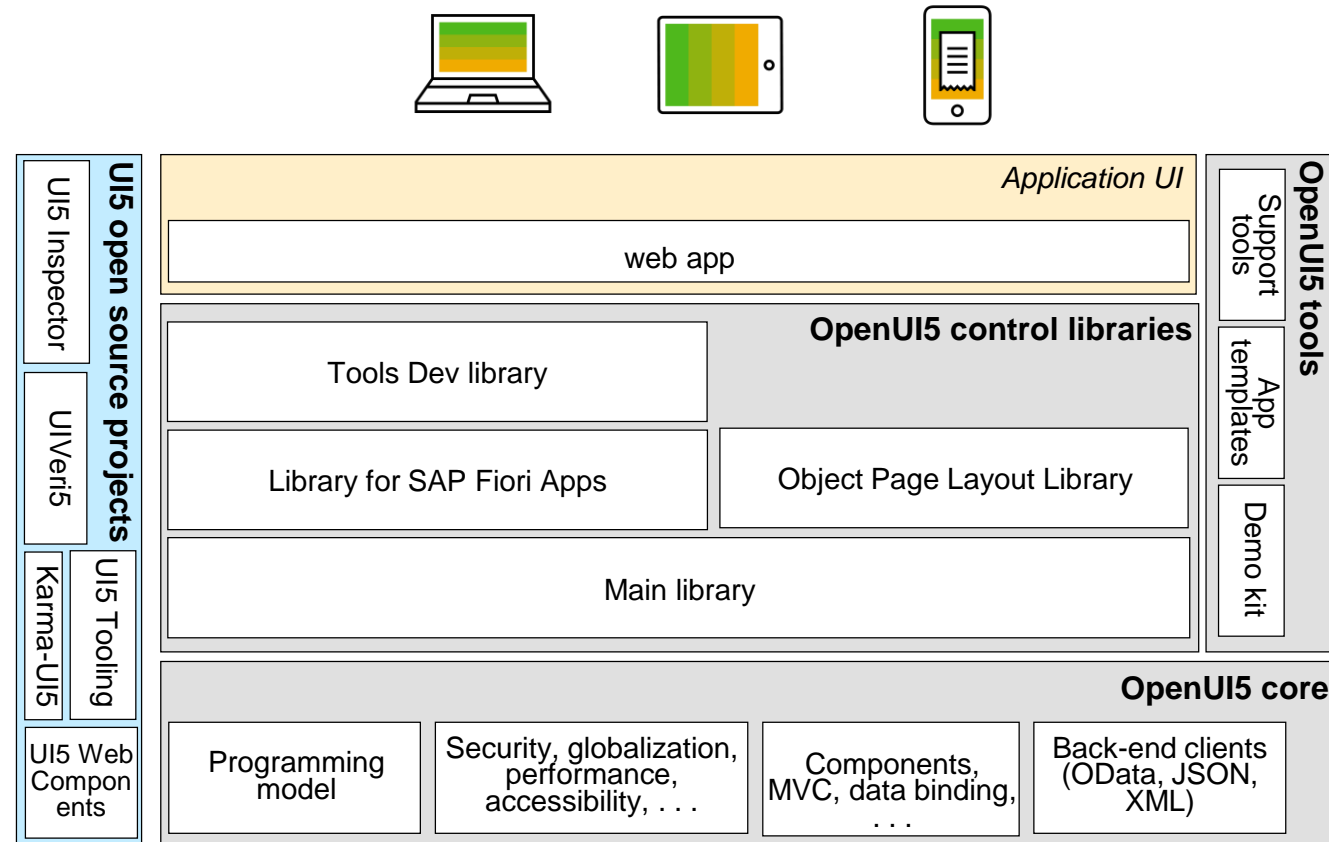 UI5 open source projects
UI5 Inspector
UIVeri5
Karma-UI5
UI5 Tooling
UI5 Web
Compon
ents
Application UI
web app
OpenUI5 control libraries
Tools Dev library
Library for SAP Fiori Apps
Object Page Layout Library
Main library
OpenUI5 tools
Support
tools
App
templates
Demo kit
OpenUI5 core
Programming
model
Security, globalization,
performance,
accessibility, . . .
Components,
MVC, data binding,
. . .
Back-end clients
(OData, JSON,
XML)